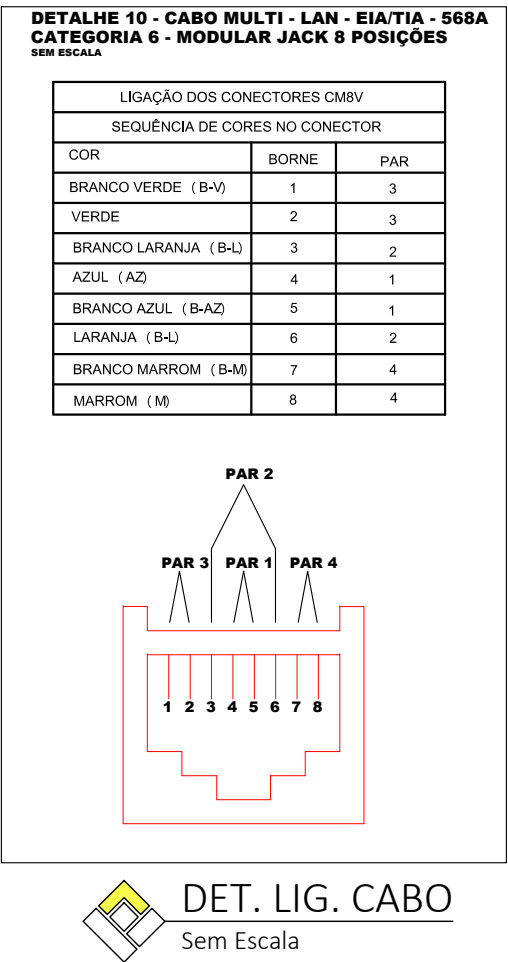 DETALHE 10 - CABO MULTI - LAN - EIA/TIA - 568A
CATEGORIA 6 - MODULAR JACK 8 POSIÇÕES
SEM ESCALA
LIGAÇÃO DOS CONECTORES CM8V
SEQUÊNCIA DE CORES NO CONECTOR
COR BORNE PAR
BRANCO VERDE (B-V) 1 3
VERDE 2 3
BRANCO LARANJA (B-L) 3 2
AZUL (AZ) 4 1
BRANCO AZUL (B-AZ) 5 1
LARANJA (B-L) 6 2
BRANCO MARROM (B-M) 7 4
MARROM (M) 8 4
PAR 2
PAR 3 PAR 1 PAR 4
1 2 3 4 5 6 7 8
DET. LIG. CABO
Sem Escala